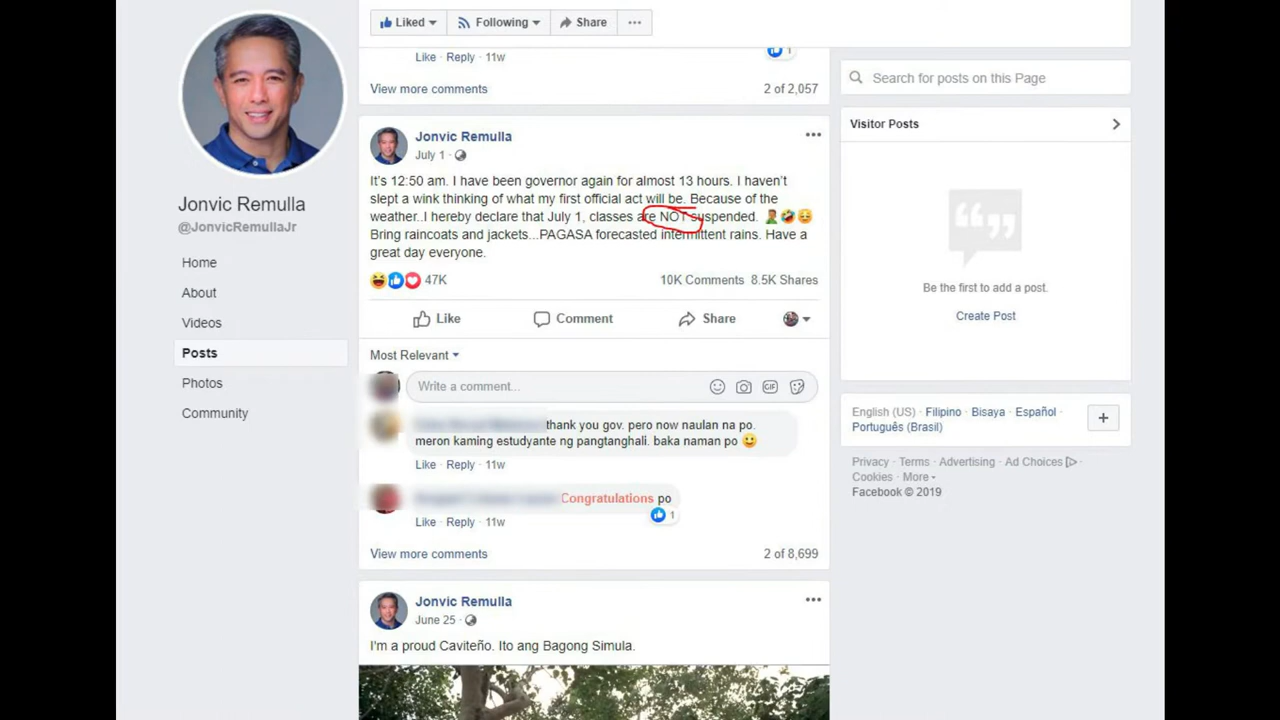 Liked
Following
Share
1
Like · Reply · 11w
View more comments
2 of 2,057
Search for posts on this Page
Visitor Posts
Jonvic Remulla
July 1
It's 12:50 am. I have been governor again for almost 13 hours. I haven't
slept a wink thinking of what my first official act will be. Because of the
weather..I hereby declare that July 1, classes are NOT suspended. 🤦🏽‍♂️🤣☺️
Bring raincoats and jackets...PAGASA forecasted intermittent rains. Have a
great day everyone.
47K
10K Comments 8.5K Shares
Like
Comment
Share
Most Relevant
Write a comment...
GIF
thank you gov. pero now naulan na po.
meron kaming estudyante ng pangtanghali. baka naman po 😃
Like · Reply · 11w
Congratulations po
1
Like · Reply · 11w
View more comments
2 of 8,699
Jonvic Remulla
June 25
I'm a proud Caviteño. Ito ang Bagong Simula.
Jonvic Remulla
@JonvicRemullaJr
Home
About
Videos
Posts
Photos
Community
Be the first to add a post.
Create Post
English (US) · Filipino · Bisaya · Español ·
Português (Brasil)
Privacy · Terms · Advertising · Ad Choices ·
Cookies · More
Facebook © 2019